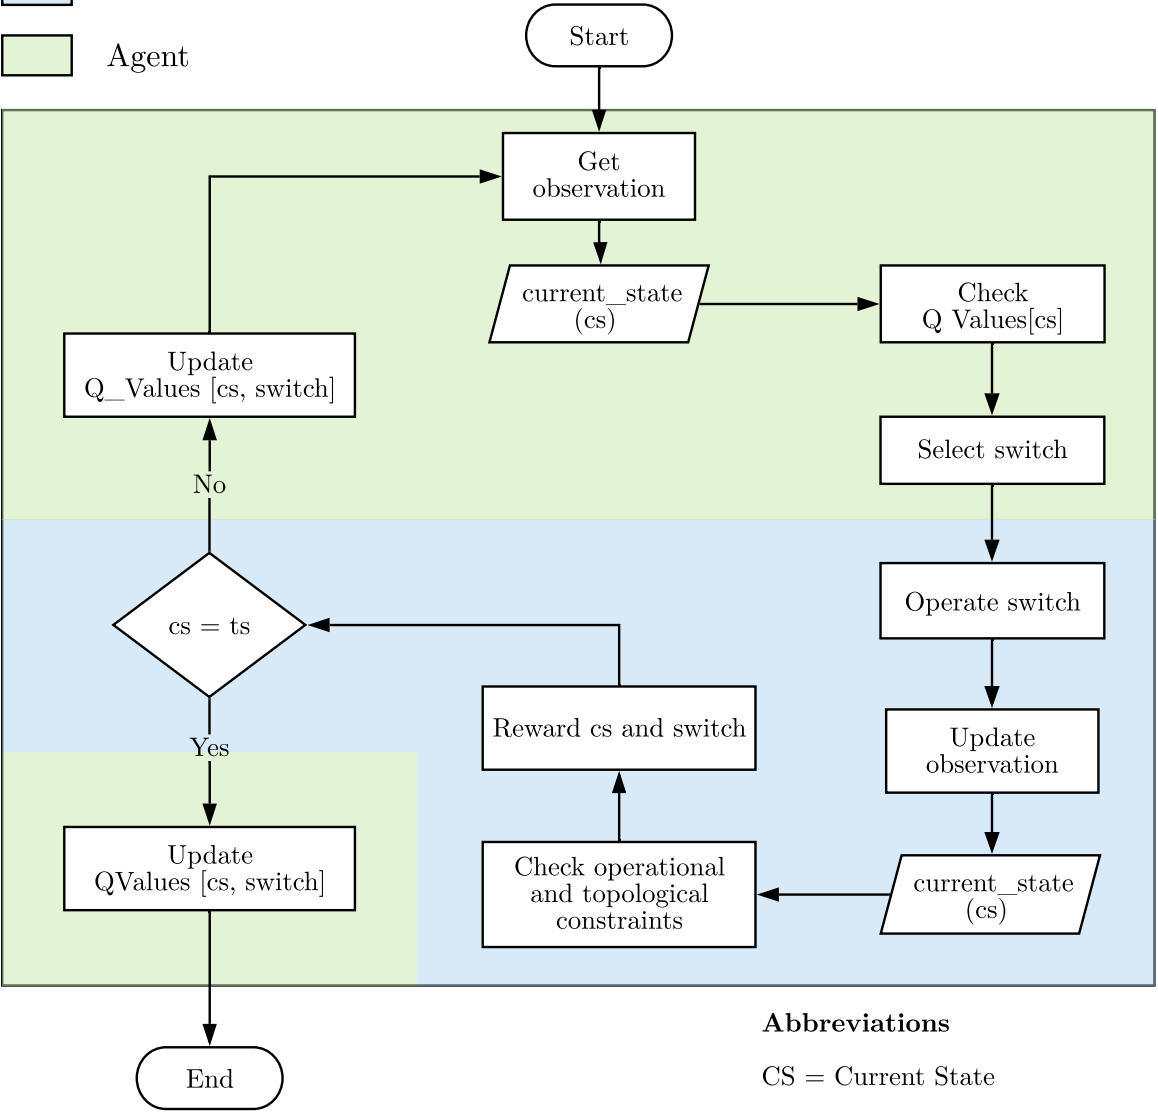 Start
Agent
Get
observation
current_state
(cs)
Check
Q Values[cs]
Update
Q_Values [cs, switch]
Select switch
No
Operate switch
cs = ts
Reward cs and switch
Update
observation
Yes
Update
QValues [cs, switch]
Check operational
and topological
constraints
current_state
(cs)
Abbreviations
CS = Current State
End